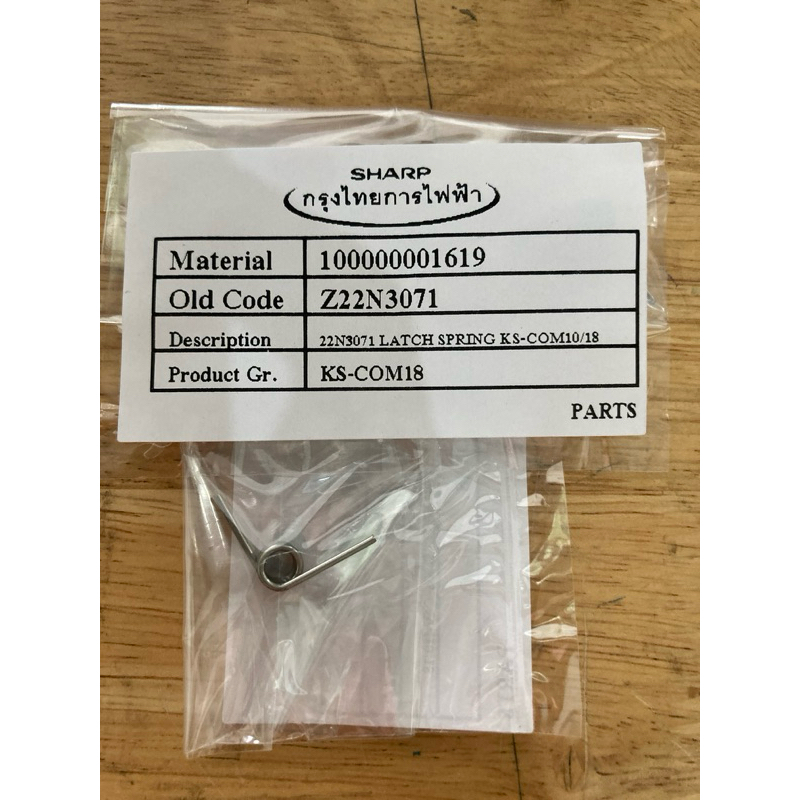 SHARP
กรุงไทยการไฟฟ้า
Material 100000001619
Old Code Z22N3071
Description 22N3071 LATCH SPRING KS-COM10/18
Product Gr. KS-COM18
PARTS